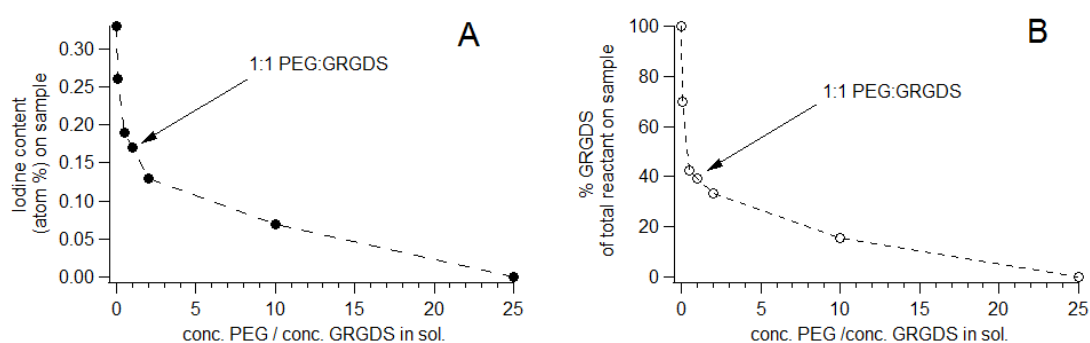 A
1:1 PEG:GRGDS
Iodine content
(atom %) on sample
0.30
0.25
0.20
0.15
0.10
0.05
0.00
0 5 10 15 20 25
conc. PEG / conc. GRGDS in sol.
B
1:1 PEG:GRGDS
% GRGDS
of total reactant on sample
100
80
60
40
20
0
0 5 10 15 20 25
conc. PEG /conc. GRGDS in sol.